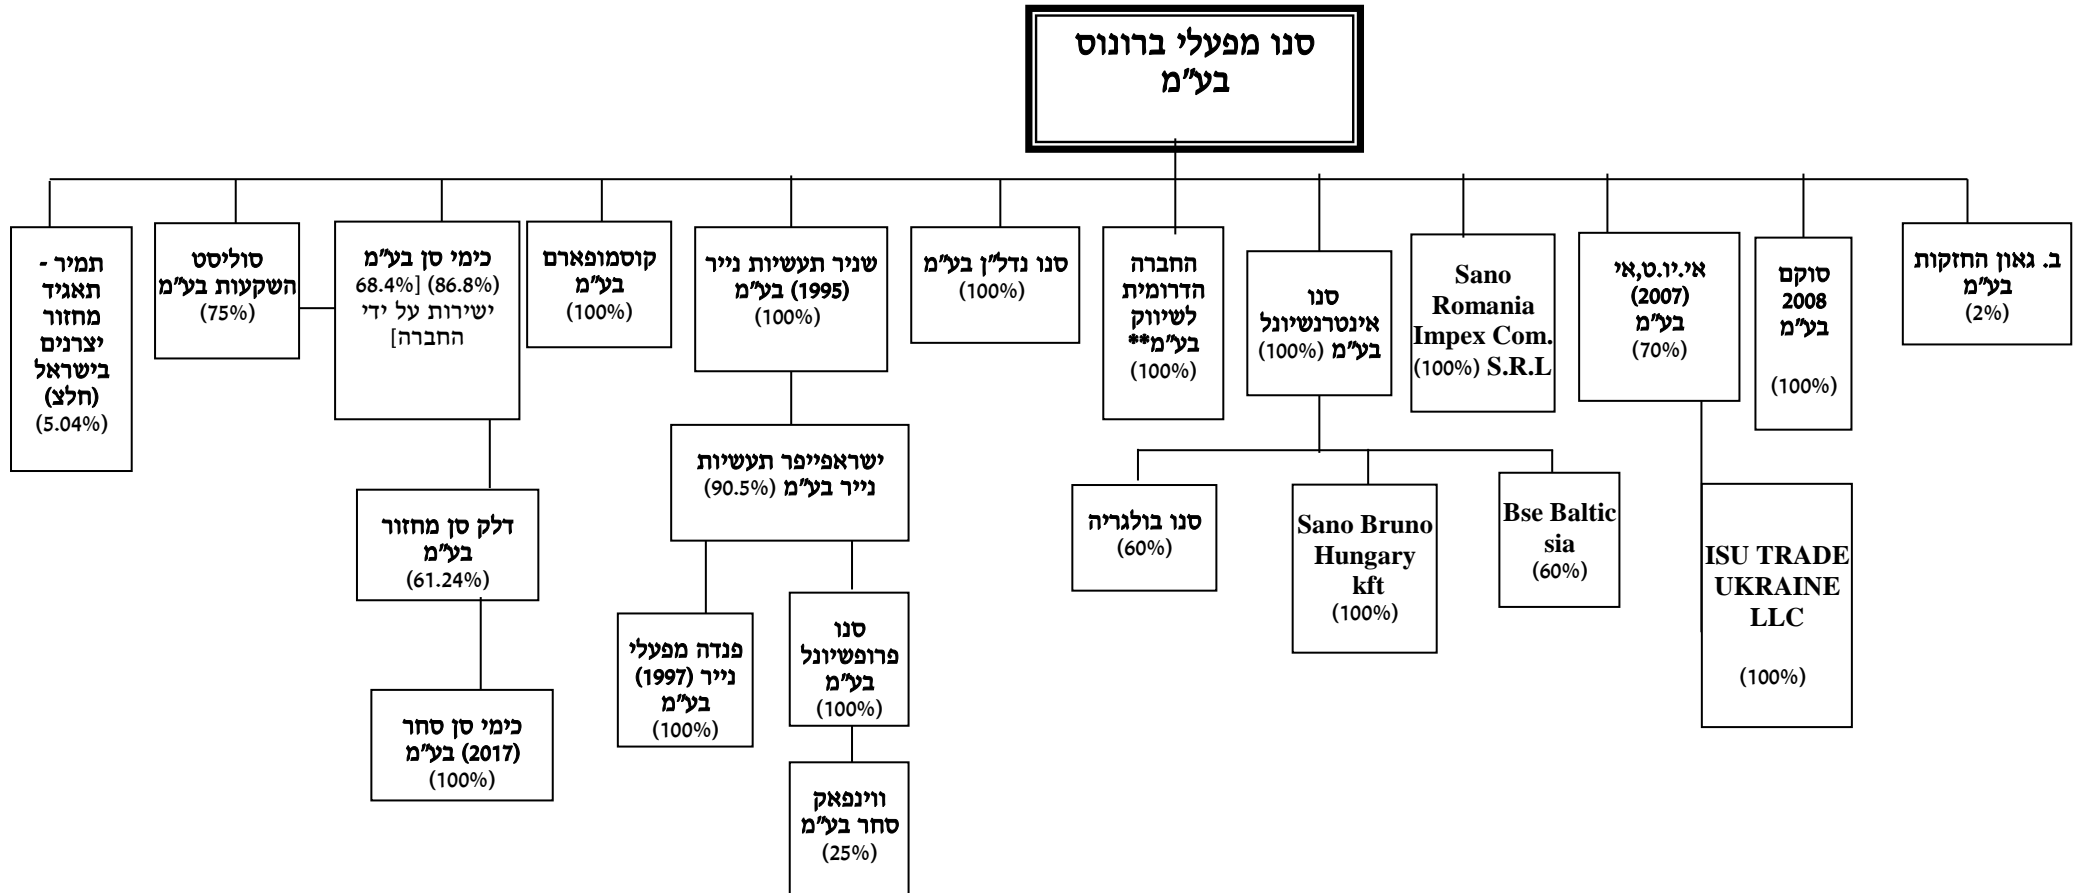 סנו מפעלי ברונוס
בע"מ
ב. גאון החזקות
בע"מ
(2%)
סוקם
2008
בע"מ
(100%)
אי.יו.ט,אי
(2007)
בע"מ
(70%)
Sano
Romania
Impex Com.
(100%) S.R.L
סנו
אינטרנשיונל
בע"מ (100%)
החברה
הדרומית
לשיווק
בע"מ**
(100%)
סנו נדל"ן בע"מ
(100%)
שניר תעשיות נייר
(1995) בע"מ
(100%)
קוסמופארם
בע"מ
(100%)
כימי סן בע"מ
(86.8%) [68.4%
ישירות על ידי
החברה]
סוליסט
השקעות בע"מ
(75%)
תמיר -
תאגיד
מחזור
יצרנים
בישראל
(חלצ)
(5.04%)
ISU TRADE
UKRAINE
LLC
(100%)
Bse Baltic
sia
(60%)
Sano Bruno
Hungary
kft
(100%)
סנו בולגריה
(60%)
ישראפייפר תעשיות
נייר בע"מ (90.5%)
דלק סן מחזור
בע"מ
(61.24%)
סנו
פרופשיונל
בע"מ
(100%)
פנדה מפעלי
נייר (1997)
בע"מ
(100%)
כימי סן סחר
(2017) בע"מ
(100%)
ווינפאק
סחר בע"מ
(25%)